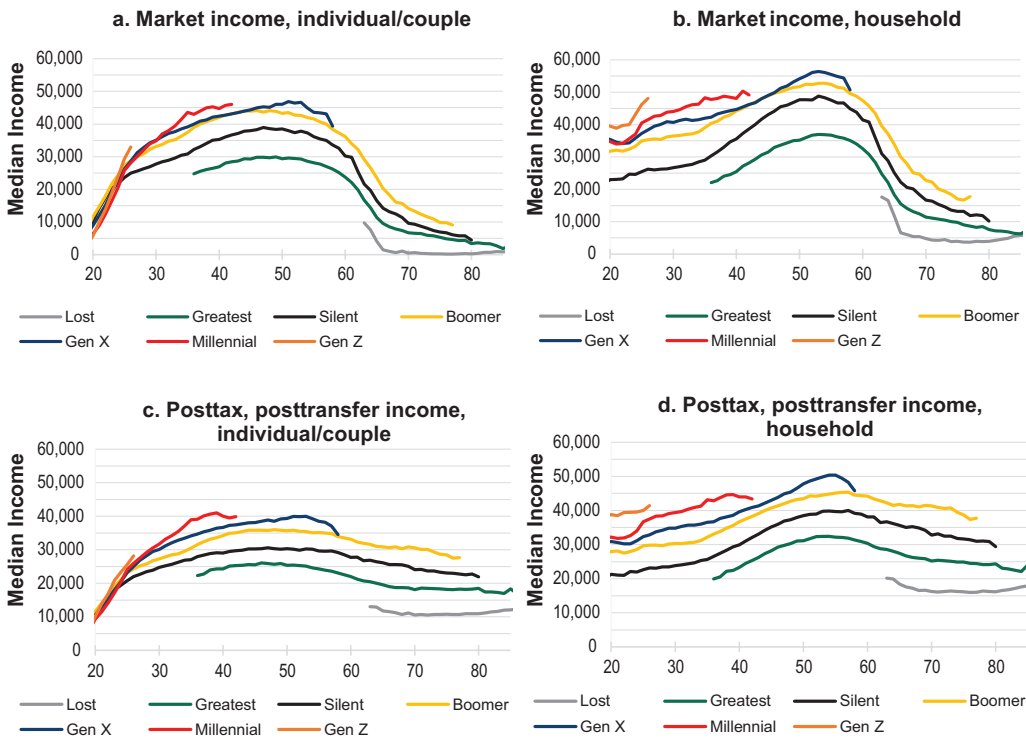 a. Market income, individual/couple
60,000
50,000
40,000
30,000
20,000
10,000
0
Median Income
20 30 40 50 60 70 80
Lost Greatest Silent Boomer
Gen X Millennial Gen Z
b. Market income, household
60,000
50,000
40,000
30,000
20,000
10,000
0
Median Income
20 30 40 50 60 70 80
Lost Greatest Silent Boomer
Gen X Millennial Gen Z
c. Posttax, posttransfer income,
individual/couple
60,000
50,000
40,000
30,000
20,000
10,000
0
Median Income
20 30 40 50 60 70 80
Lost Greatest Silent Boomer
Gen X Millennial Gen Z
d. Posttax, posttransfer income,
household
60,000
50,000
40,000
30,000
20,000
10,000
0
Median Income
20 30 40 50 60 70 80
Lost Greatest Silent Boomer
Gen X Millennial Gen Z